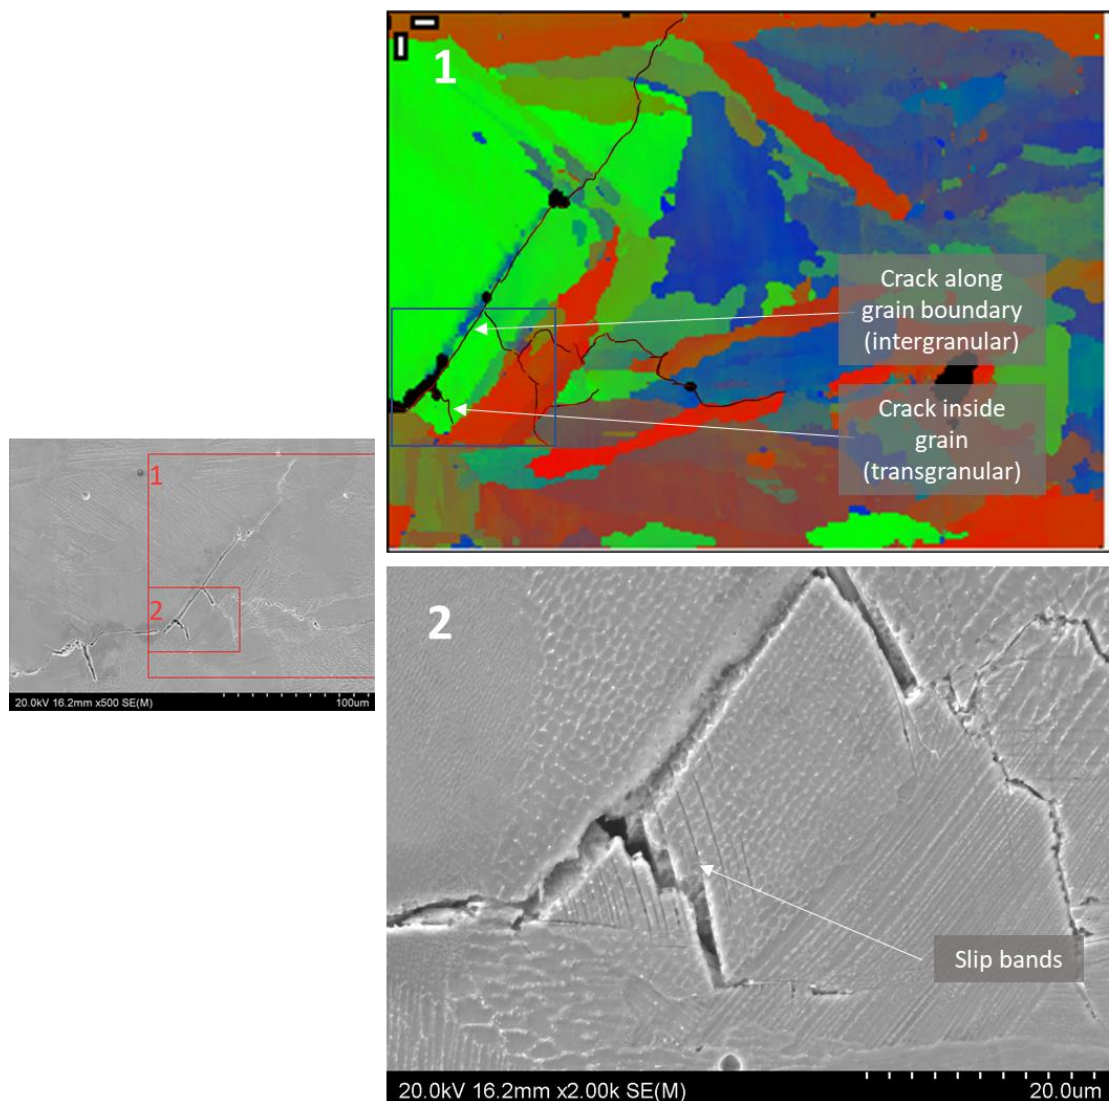 1
Crack along
grain boundary
(intergranular)
Crack inside
grain
(transgranular)
1
2
20.0kV 16.2mm x500 SE(M)
100um
2
Slip bands
20.0kV 16.2mm x2.00k SE(M)
20.0um